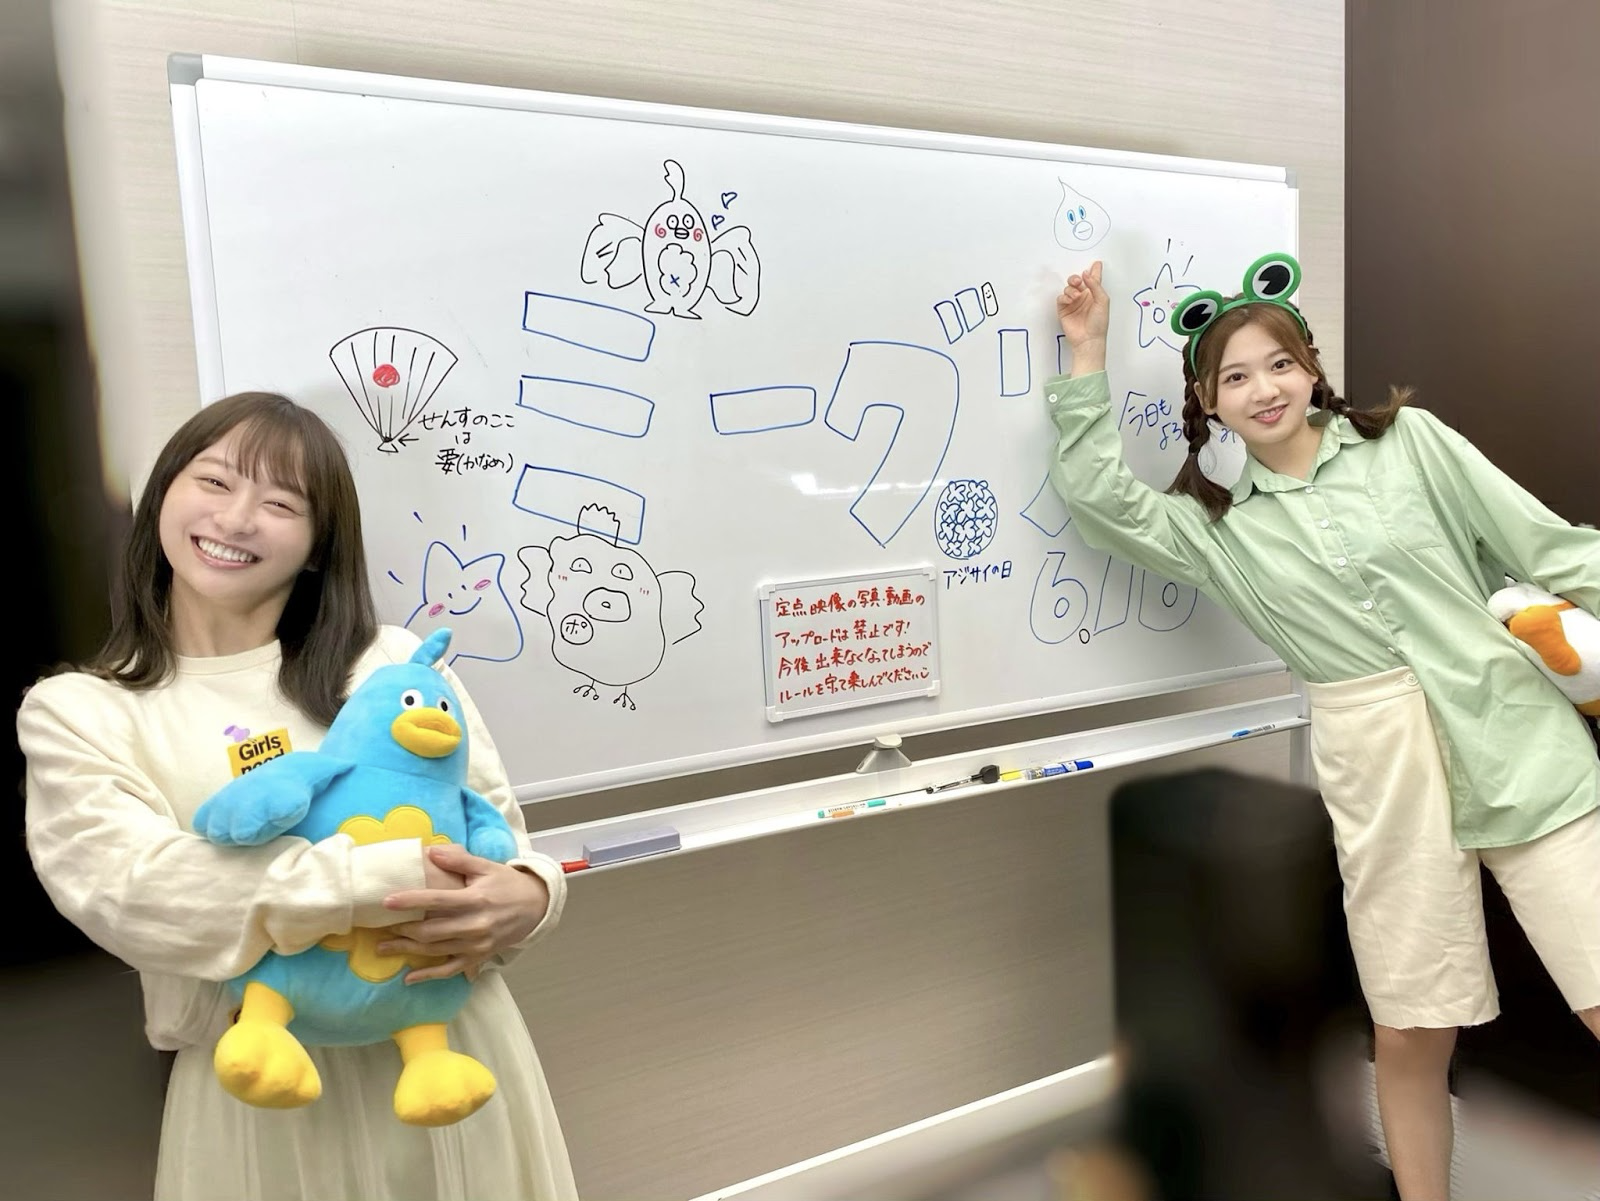 ミーグリ
せんすのここ
は
要(かなめ)
ポ
アジサイの日
6.16
今日も
よろ
定点映像の写真・動画の
アップロードは禁止です!
今後出来なくなってしまうので
ルールを守って楽しんでください
Girls
need